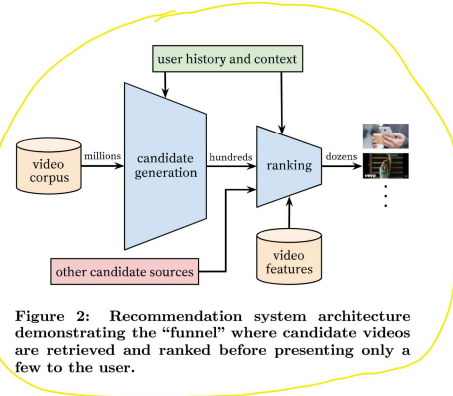 user history and context
video
corpus
millions
candidate
generation
hundreds
ranking
dozens
vevo
other candidate sources
video
features
Figure 2: Recommendation system architecture
demonstrating the “funnel” where candidate videos
are retrieved and ranked before presenting only a
few to the user.